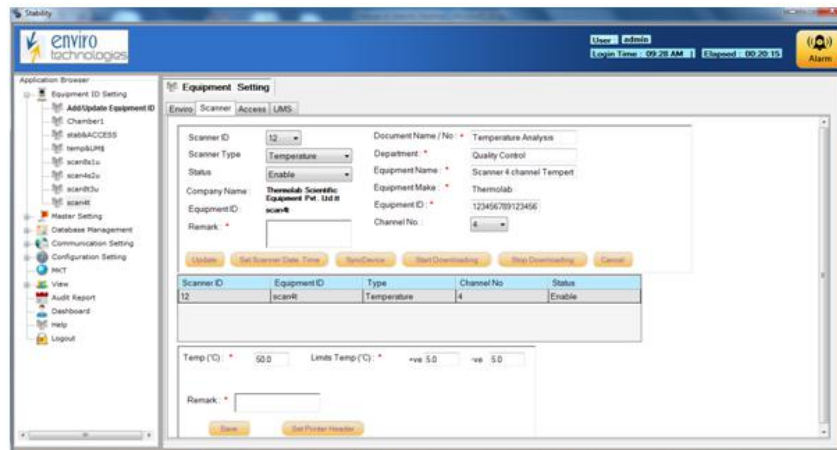 Stability
enviro
technologies
User : admin
Login Time : 09:28 AM | Elapsed : 00:20:15
Alarm
Application Browser
Equipment ID Setting
Add/Update Equipment ID
Chamber1
stab&ACCESS
temp&UMS
scan8s1u
scan4s2u
scan8t3u
scan4t
Master Setting
Database Management
Communication Setting
Configuration Setting
MKT
View
Audit Report
Dashboard
Help
Logout
Equipment Setting
Enviro Scanner Access UMS
Scanner ID 12 Document Name / No : * Temperature Analysis
Scanner Type Temperature Department : * Quality Control
Status Enable Equipment Name : * Scanner 4 channel Tempert
Company Name : Thermolab Scientific Equipment Pvt. Ltd Equipment Make : * Thermolab
Equipment ID : scan4t Equipment ID : * 123456789123456
Remark : * Channel No. : 4
Update Set Scanner Date Time SyncDevice Start Downloading Stop Downloading Cancel
Scanner ID Equipment ID Type Channel No Status
12 scan4t Temperature 4 Enable
Temp (°C) : * 50.0 Limits Temp (°C) : * +ve 5.0 -ve 5.0
Remark : *
Save Set Printer Header